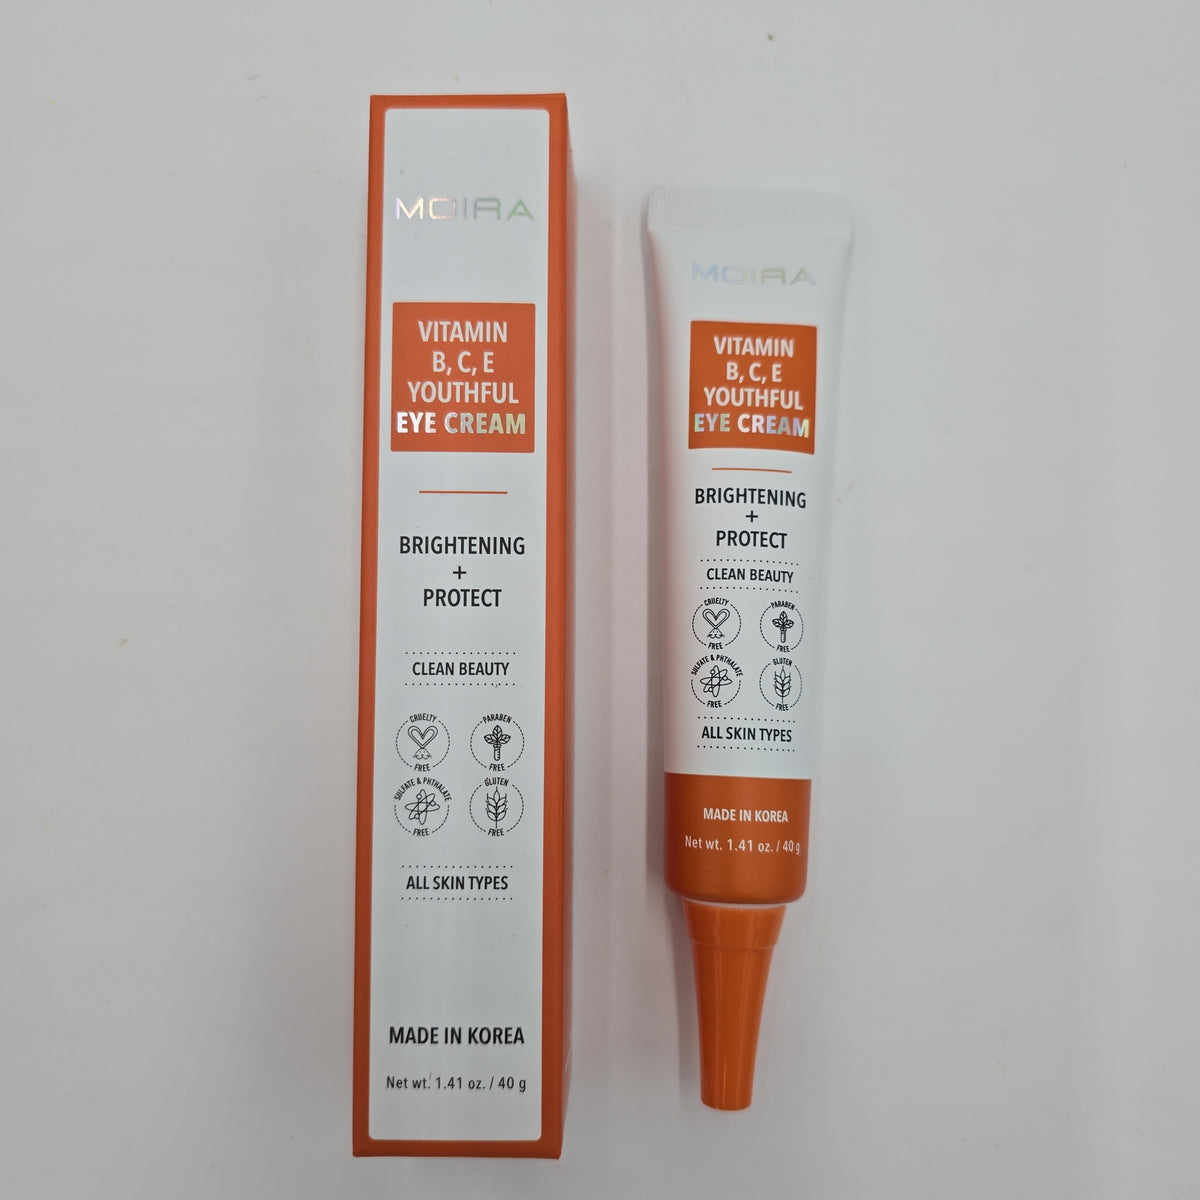 MOIRA
VITAMIN
B, C, E
YOUTHFUL
EYE CREAM
BRIGHTENING
+
PROTECT
CLEAN BEAUTY
CRUELTY
FREE
PARABEN
FREE
SULFATE & PHTHALATE
FREE
GLUTEN
FREE
ALL SKIN TYPES
MADE IN KOREA
Net wt. 1.41 oz. / 40 g
MOIRA
VITAMIN
B, C, E
YOUTHFUL
EYE CREAM
BRIGHTENING
+
PROTECT
CLEAN BEAUTY
CRUELTY
FREE
PARABEN
FREE
SULFATE & PHTHALATE
FREE
GLUTEN
FREE
ALL SKIN TYPES
MADE IN KOREA
Net wt. 1.41 oz. / 40 g